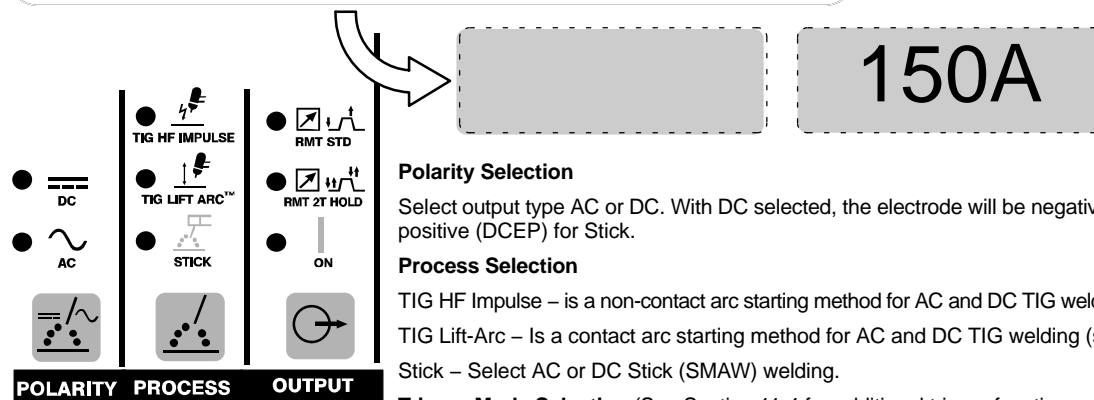 150A
TIG HF IMPULSE
RMT STD
DC
TIG LIFT ARC™
RMT 2T HOLD
AC
STICK
ON
POLARITY PROCESS OUTPUT
Polarity Selection
Select output type AC or DC. With DC selected, the electrode will be
positive (DCEP) for Stick.
Process Selection
TIG HF Impulse – is a non-contact arc starting method for AC and DC TIG
TIG Lift-Arc – Is a contact arc starting method for AC and DC TIG welding
Stick – Select AC or DC Stick (SMAW) welding.